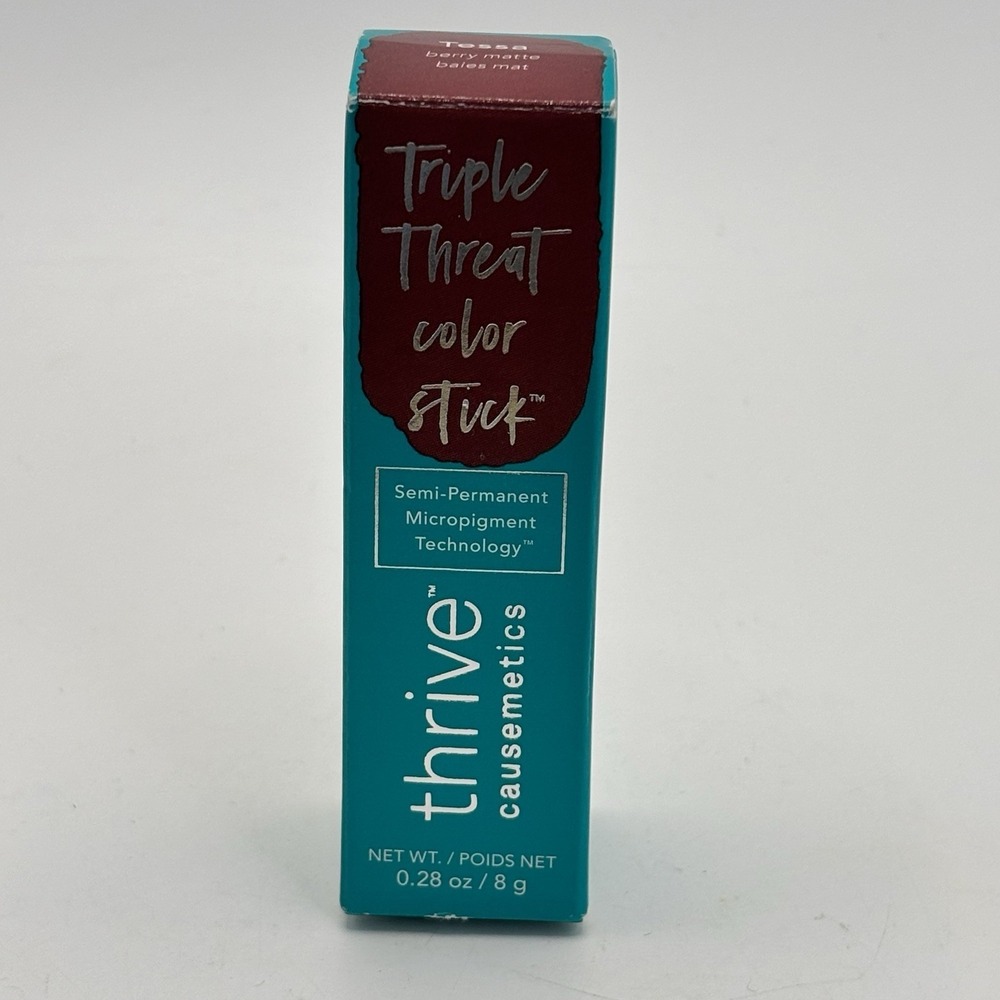 Tessa
berry matte
baies mat
Triple
Threat
color
stick™
Semi-Permanent
Micropigment
Technology™
thrive™
causemetics
NET WT. / POIDS NET
0.28 oz / 8 g